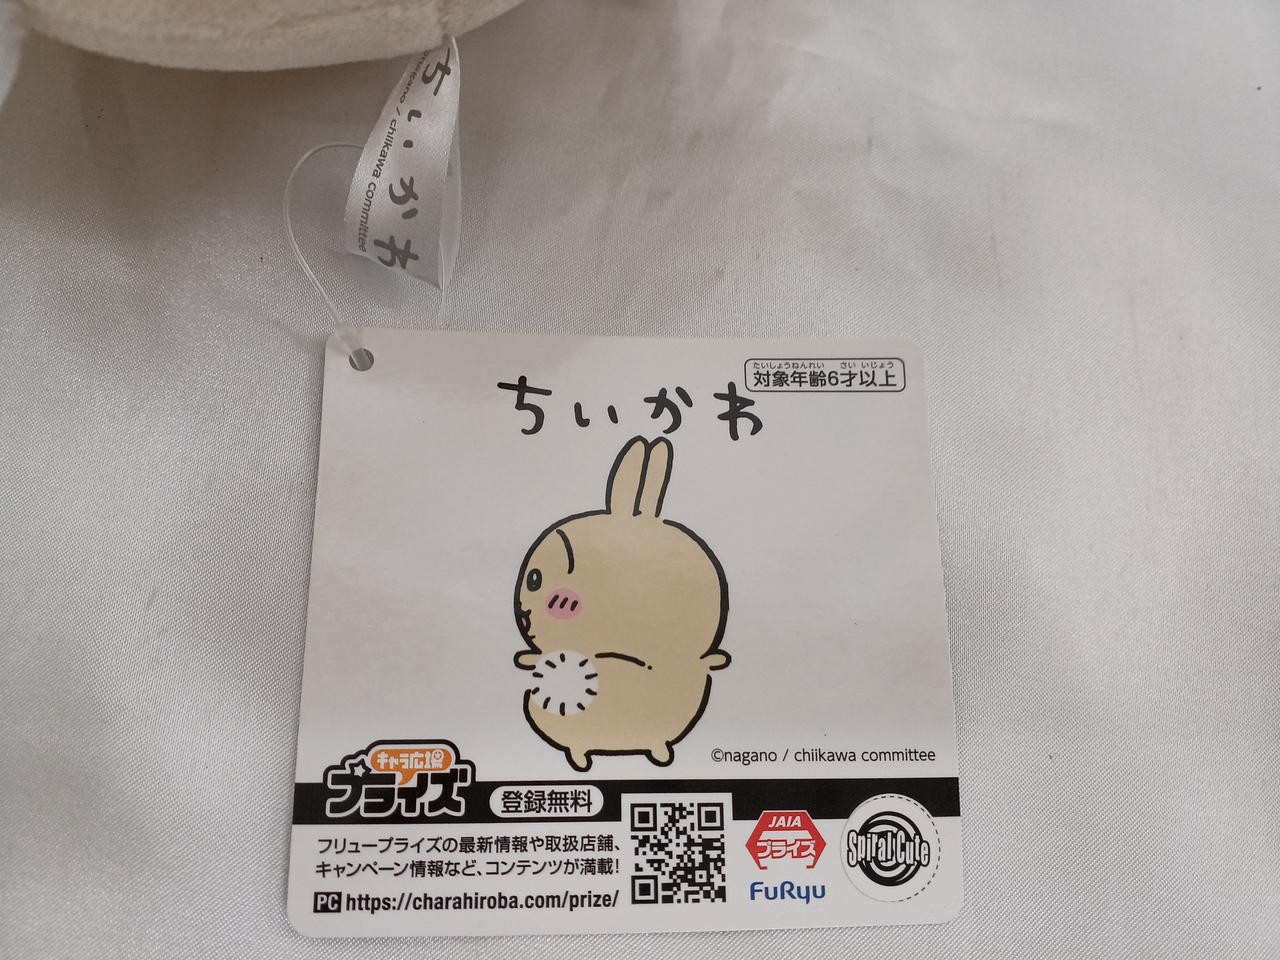 ちいかわ
nagano / chiikawa committee
たいしょうねんれい さい いじょう
対象年齢6才以上
ちいかわ
©nagano / chiikawa committee
キャラ広場
プライズ
登録無料
フリュープライズの最新情報や取扱店舗、
キャンペーン情報など、コンテンツが満載!
PC https://charahiroba.com/prize/
JAIA
プライズ
FuRyu
Spiral Cute